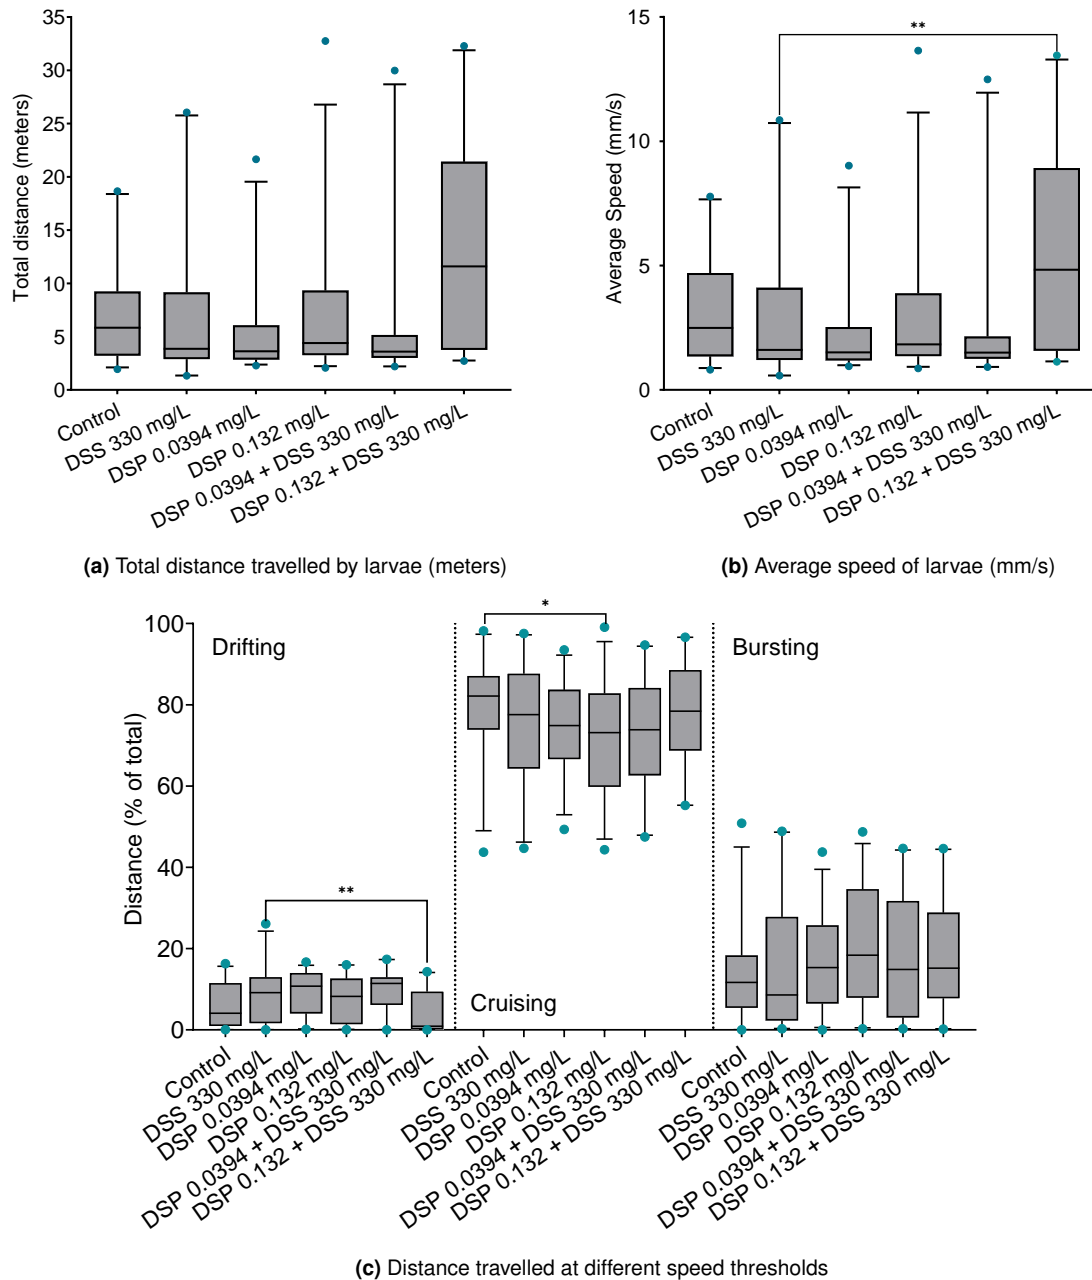 35
30
25
20
15
10
5
0
Total distance (meters)
Control
DSS 330 mg/L
DSP 0.0394 mg/L
DSP 0.132 mg/L
DSP 0.0394 + DSS 330 mg/L
DSP 0.132 + DSS 330 mg/L
(a) Total distance travelled by larvae (meters)
15
10
5
0
Average Speed (mm/s)
**
Control
DSS 330 mg/L
DSP 0.0394 mg/L
DSP 0.132 mg/L
DSP 0.0394 + DSS 330 mg/L
DSP 0.132 + DSS 330 mg/L
(b) Average speed of larvae (mm/s)
100
80
60
40
20
0
Distance (% of total)
Drifting
**
Cruising
*
Bursting
Control
DSS 330 mg/L
DSP 0.0394 mg/L
DSP 0.132 mg/L
DSP 0.0394 + DSS 330 mg/L
DSP 0.132 + DSS 330 mg/L
Control
DSS 330 mg/L
DSP 0.0394 mg/L
DSP 0.132 mg/L
DSP 0.0394 + DSS 330 mg/L
DSP 0.132 + DSS 330 mg/L
Control
DSS 330 mg/L
DSP 0.0394 mg/L
DSP 0.132 mg/L
DSP 0.0394 + DSS 330 mg/L
DSP 0.132 + DSS 330 mg/L
(c) Distance travelled at different speed thresholds